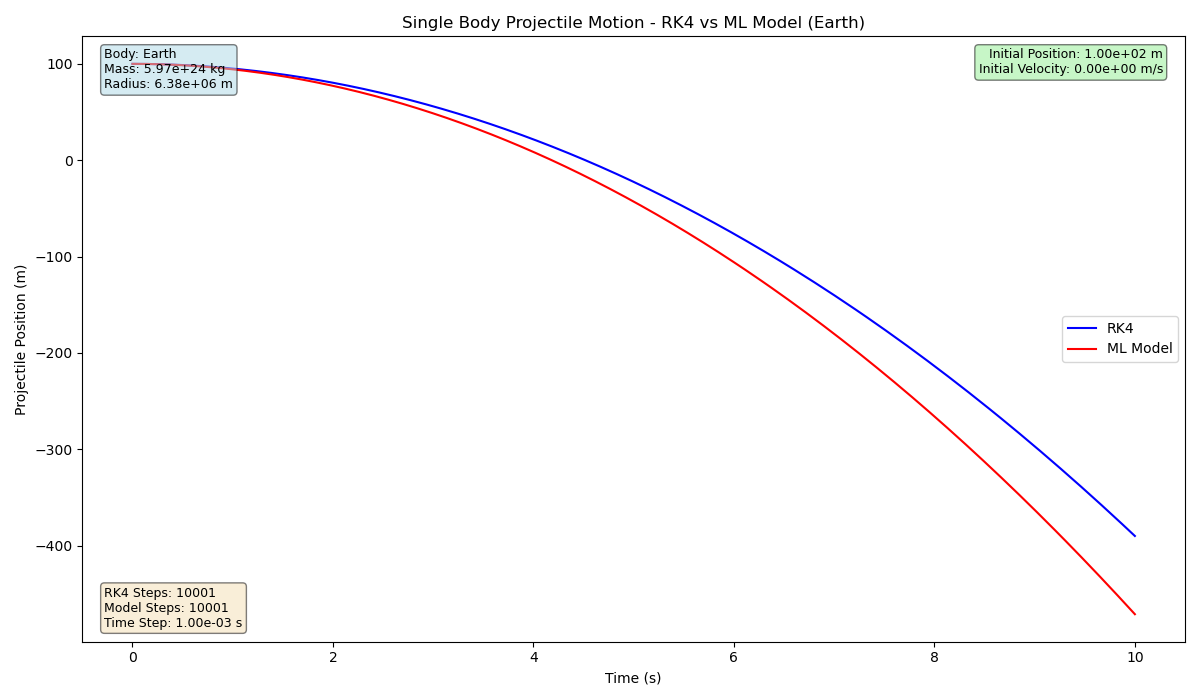 Single Body Projectile Motion - RK4 vs ML Model (Earth)
Body: Earth
Mass: 5.97e+24 kg
Radius: 6.38e+06 m
Initial Position: 1.00e+02 m
Initial Velocity: 0.00e+00 m/s
Projectile Position (m)
100
0
−100
−200
−300
−400
RK4
ML Model
RK4 Steps: 10001
Model Steps: 10001
Time Step: 1.00e-03 s
0 2 4 6 8 10
Time (s)